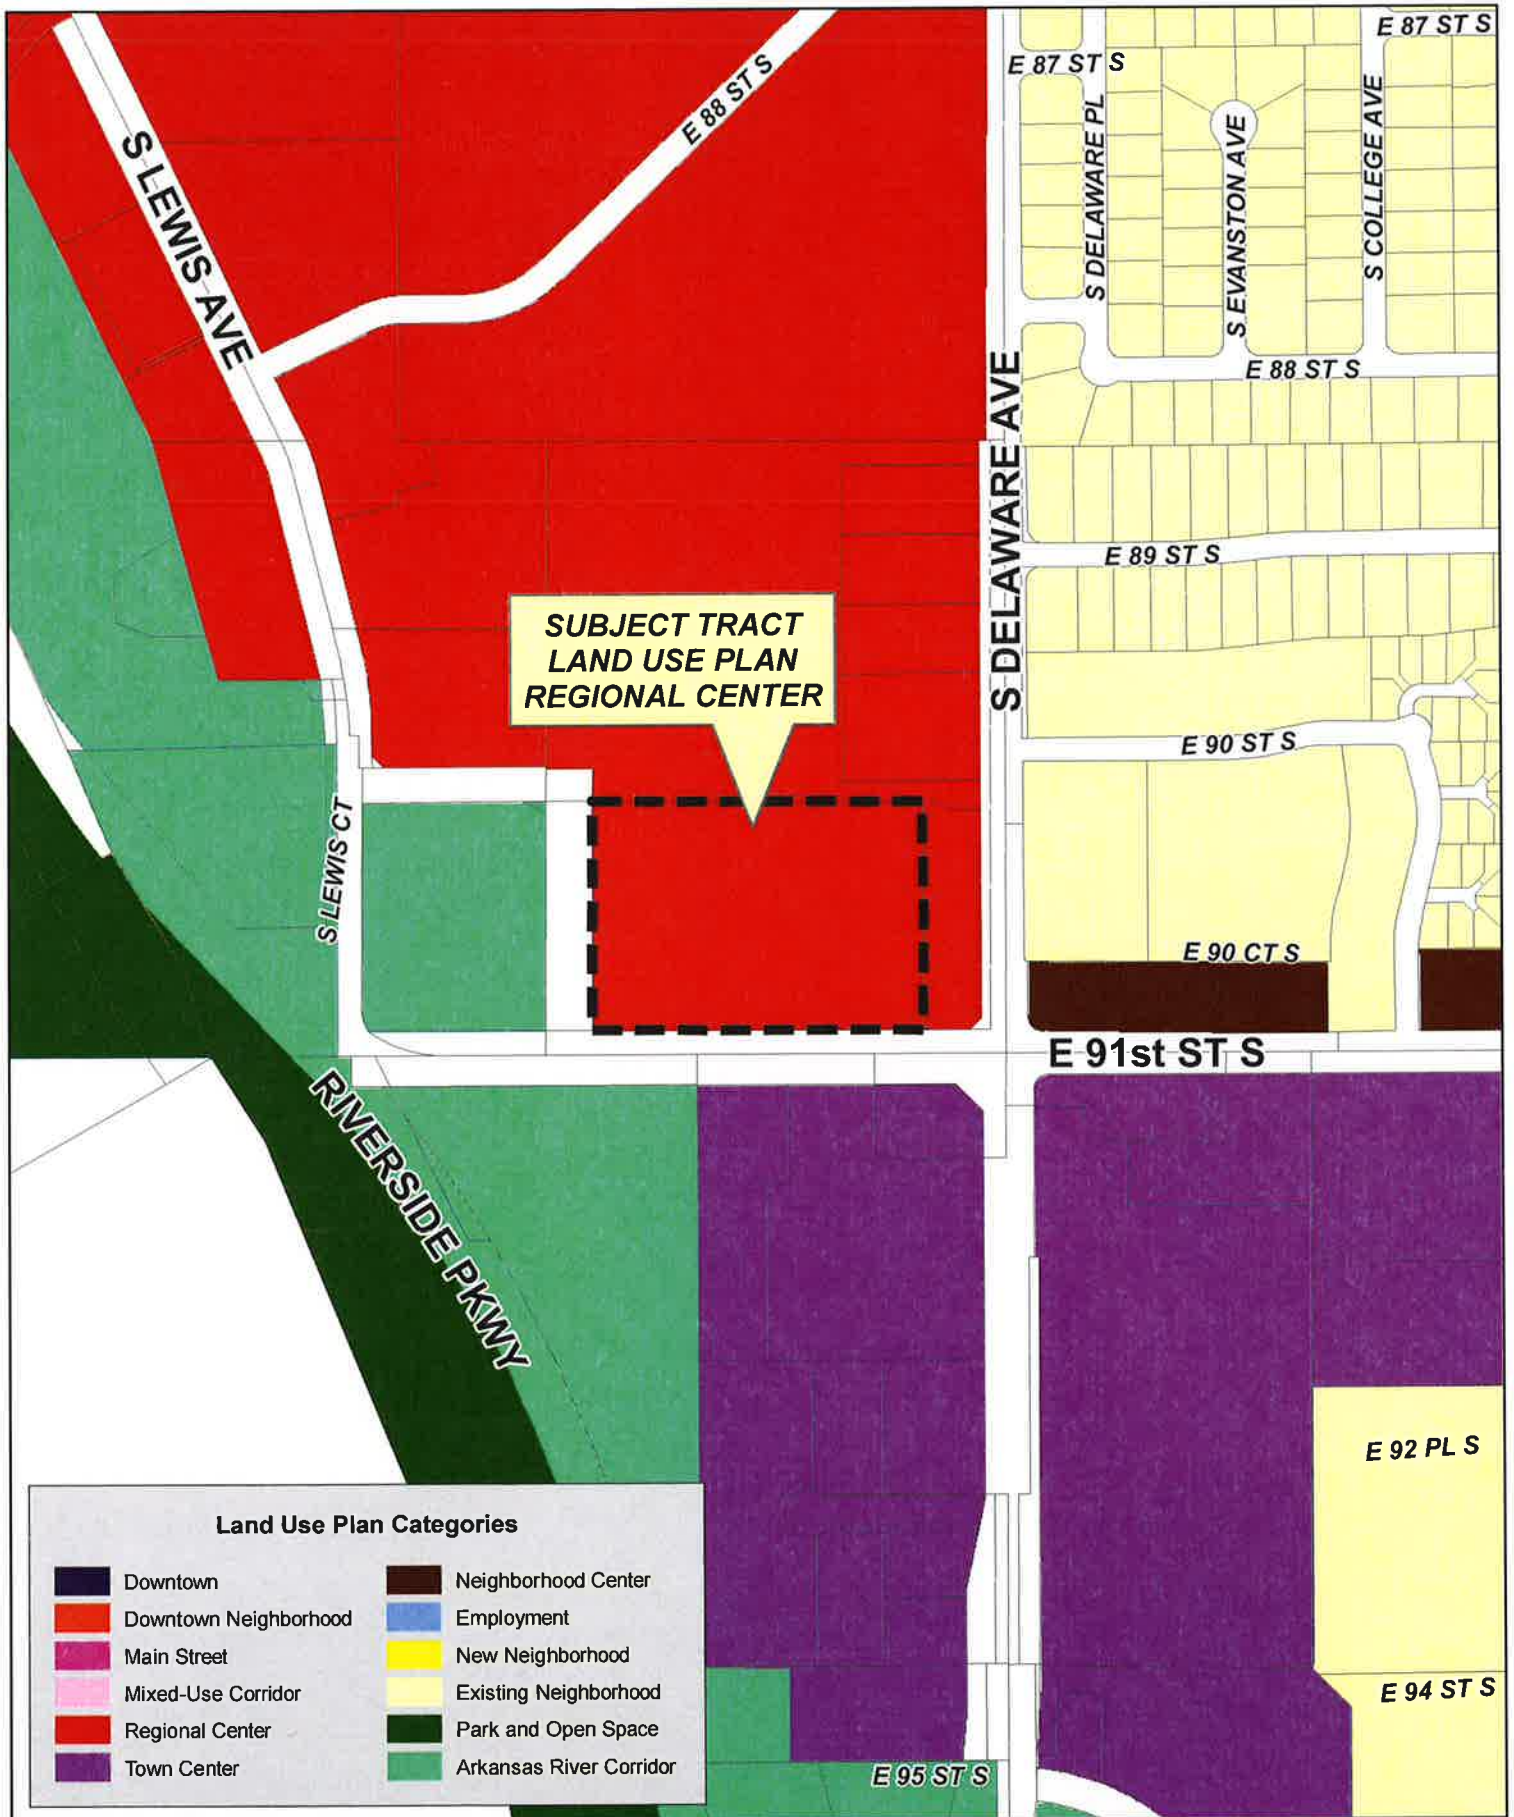 E 87 ST S
E 87 ST S
E 88 ST S
S DELAWARE PL
S EVANSTON AVE
S COLLEGE AVE
S LEWIS AVE
E 88 ST S
S DELAWARE AVE
E 89 ST S
SUBJECT TRACT
LAND USE PLAN
REGIONAL CENTER
E 90 ST S
S LEWIS CT
E 90 CT S
E 91st ST S
RIVERSIDE PKWY
E 92 PL S
E 94 ST S
E 95 ST S
Land Use Plan Categories
Downtown
Downtown Neighborhood
Main Street
Mixed-Use Corridor
Regional Center
Town Center
Neighborhood Center
Employment
New Neighborhood
Existing Neighborhood
Park and Open Space
Arkansas River Corridor